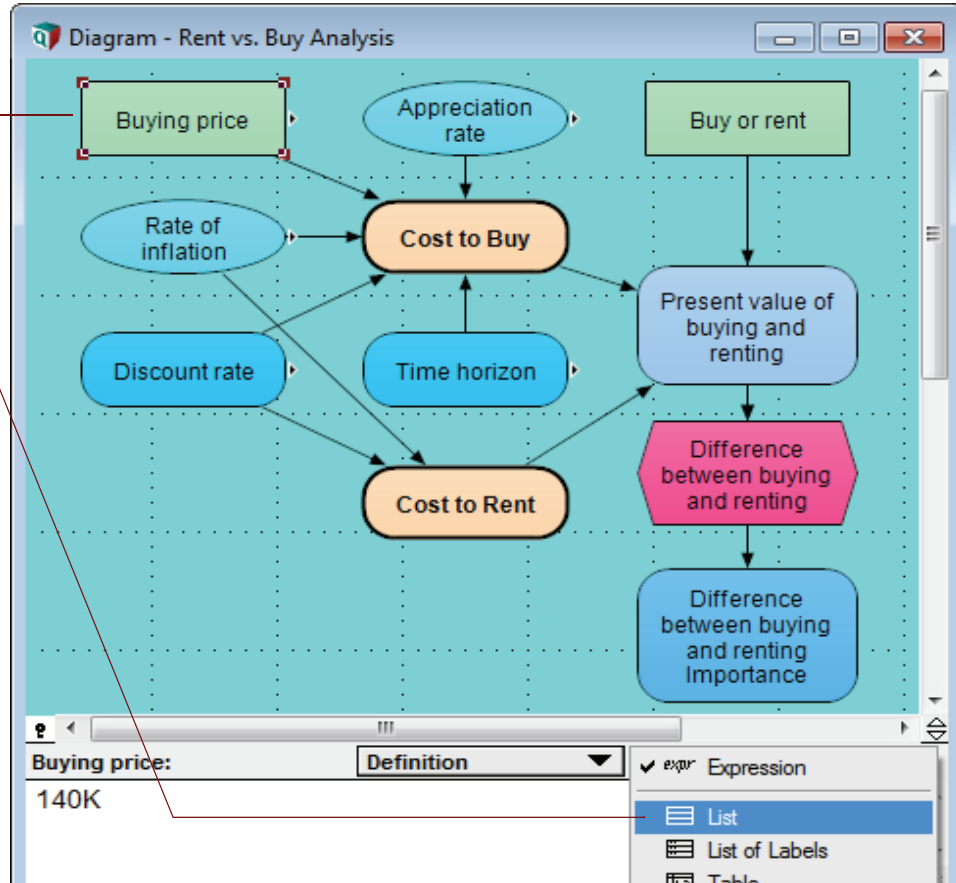 Diagram - Rent vs. Buy Analysis
Buying price
Appreciation
rate
Buy or rent
Rate of
inflation
Cost to Buy
Present value of
buying and
renting
Discount rate
Time horizon
Difference
between buying
and renting
Cost to Rent
Difference
between buying
and renting
Importance
Buying price:
Definition
expr Expression
140K
List
List of Labels
Table